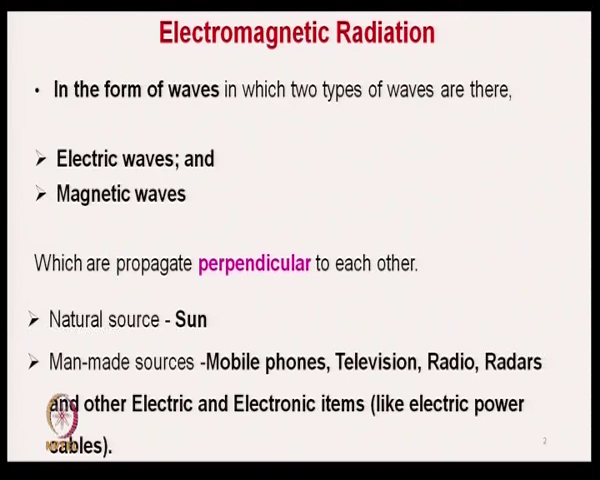 Electromagnetic Radiation
• In the form of waves in which two types of waves are there,
➤ Electric waves; and
➤ Magnetic waves
Which are propagate perpendicular to each other.
➤ Natural source - Sun
➤ Man-made sources -Mobile phones, Television, Radio, Radars
and other Electric and Electronic items (like electric power
cables).
2